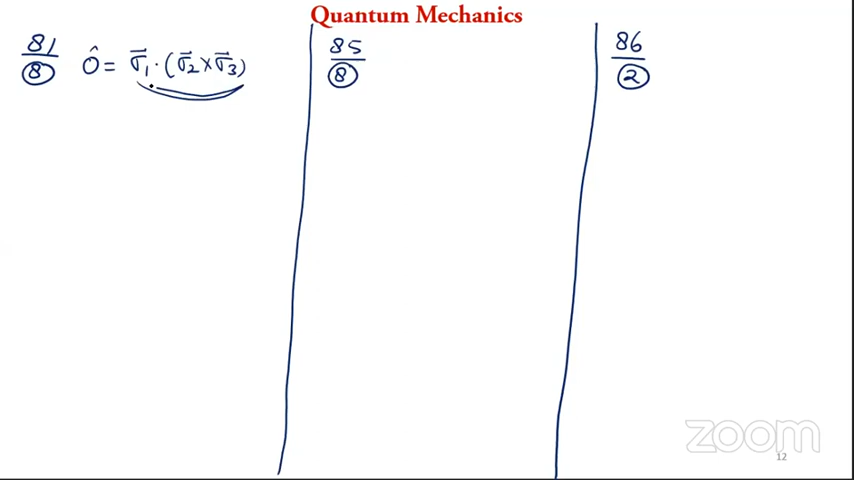 Quantum Mechanics
81
8
Ô = σ⃗₁ · (σ⃗₂ × σ⃗₃)
85
8
86
2
zoom
12